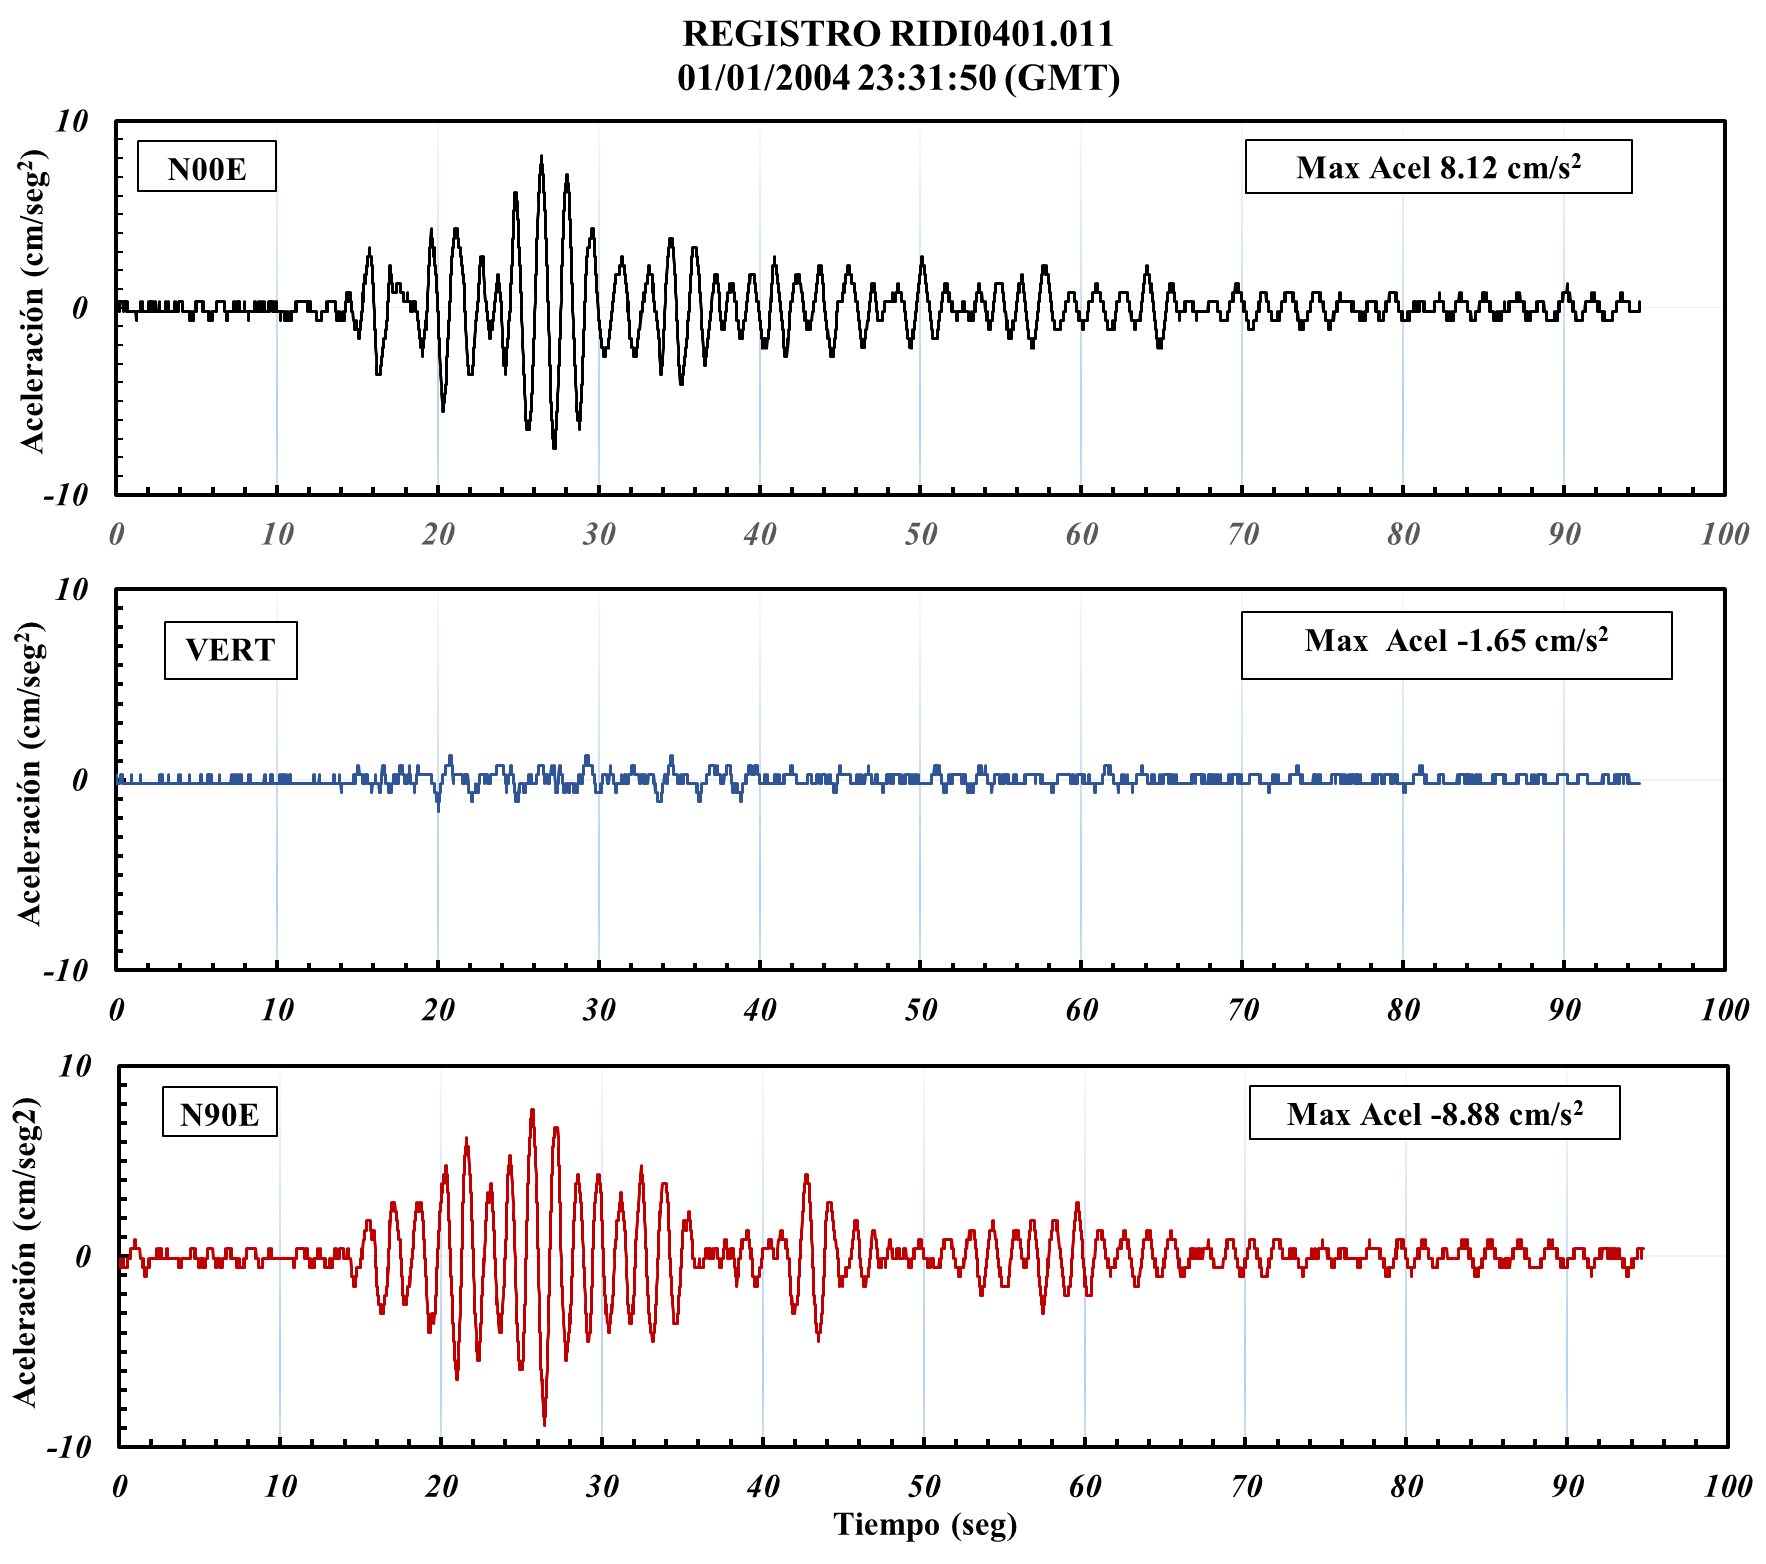 REGISTRO RIDI0401.011
01/01/2004 23:31:50 (GMT)
Aceleración (cm/seg²)
10
0
-10
N00E
Max Acel 8.12 cm/s²
0 10 20 30 40 50 60 70 80 90 100
Aceleración (cm/seg²)
10
0
-10
VERT
Max Acel -1.65 cm/s²
0 10 20 30 40 50 60 70 80 90 100
Aceleración (cm/seg2)
10
0
-10
N90E
Max Acel -8.88 cm/s²
0 10 20 30 40 50 60 70 80 90 100
Tiempo (seg)